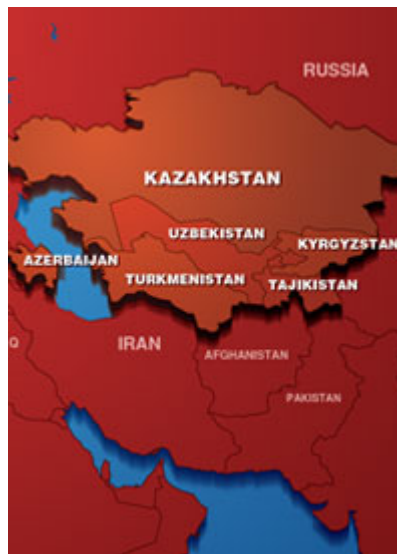 RUSSIA
KAZAKHSTAN
UZBEKISTAN
KYRGYZSTAN
AZERBAIJAN
TURKMENISTAN
TAJIKISTAN
Q
IRAN
AFGHANISTAN
PAKISTAN